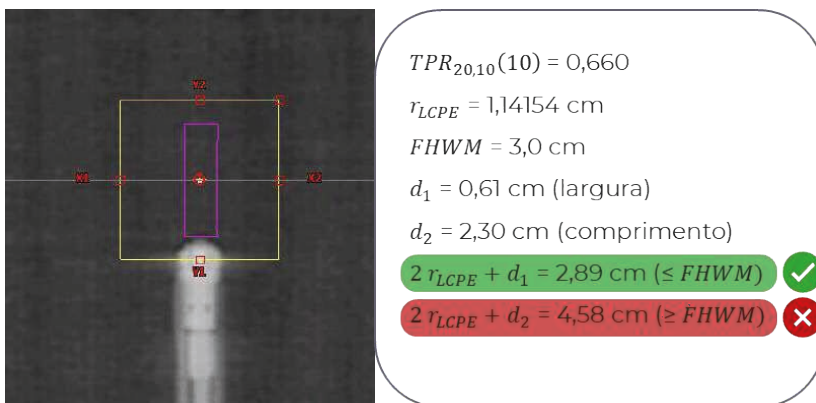 Y2
X1
X2
Y1
TPR20,10(10) = 0,660
rLCPE = 1,14154 cm
FHWM = 3,0 cm
d1 = 0,61 cm (largura)
d2 = 2,30 cm (comprimento)
2 rLCPE + d1 = 2,89 cm (≤ FHWM)
2 rLCPE + d2 = 4,58 cm (≥ FHWM)